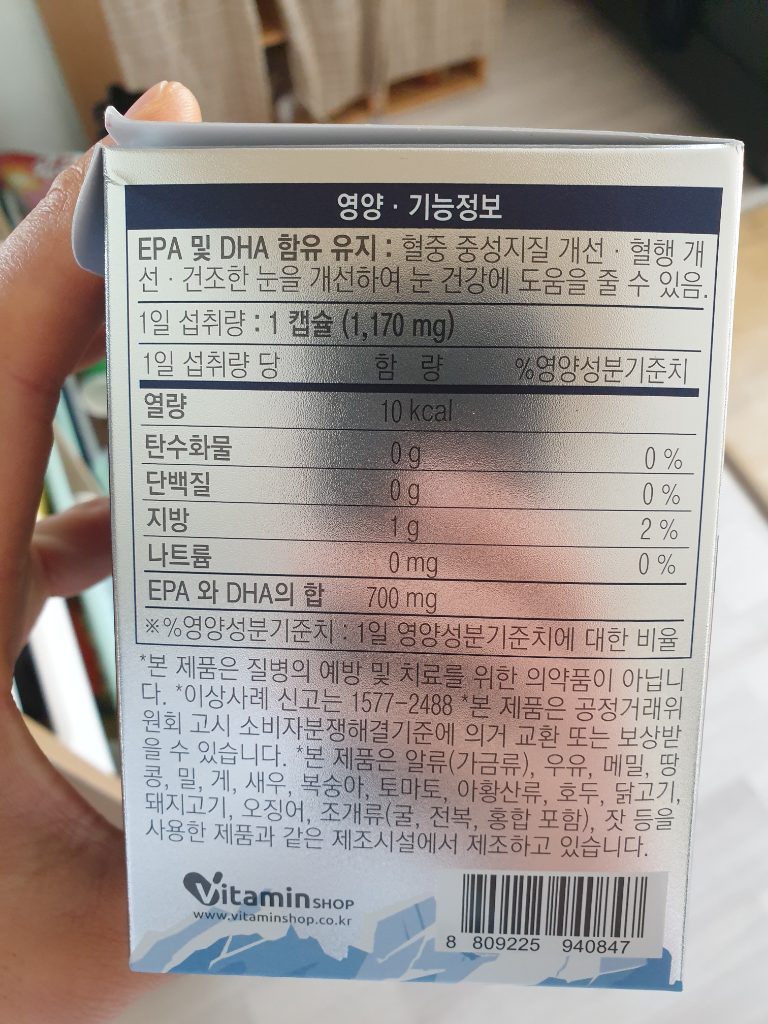 영양 · 기능정보
EPA 및 DHA 함유 유지 : 혈중 중성지질 개선 · 혈행 개
선 · 건조한 눈을 개선하여 눈 건강에 도움을 줄 수 있음.
1일 섭취량 : 1 캡슐 (1,170 mg)
1일 섭취량 당 함 량 %영양성분기준치
열량 10 kcal
탄수화물 0 g 0 %
단백질 0 g 0 %
지방 1 g 2 %
나트륨 0 mg 0 %
EPA 와 DHA의 합 700 mg
※%영양성분기준치 : 1일 영양성분기준치에 대한 비율
*본 제품은 질병의 예방 및 치료를 위한 의약품이 아닙니
다. *이상사례 신고는 1577-2488 *본 제품은 공정거래위
원회 고시 소비자분쟁해결기준에 의거 교환 또는 보상받
을 수 있습니다. *본 제품은 알류(가금류), 우유, 메밀, 땅
콩, 밀, 게, 새우, 복숭아, 토마토, 아황산류, 호두, 닭고기,
돼지고기, 오징어, 조개류(굴, 전복, 홍합 포함), 잣 등을
사용한 제품과 같은 제조시설에서 제조하고 있습니다.
Vitamin SHOP
www.vitaminshop.co.kr
8 809225 940847